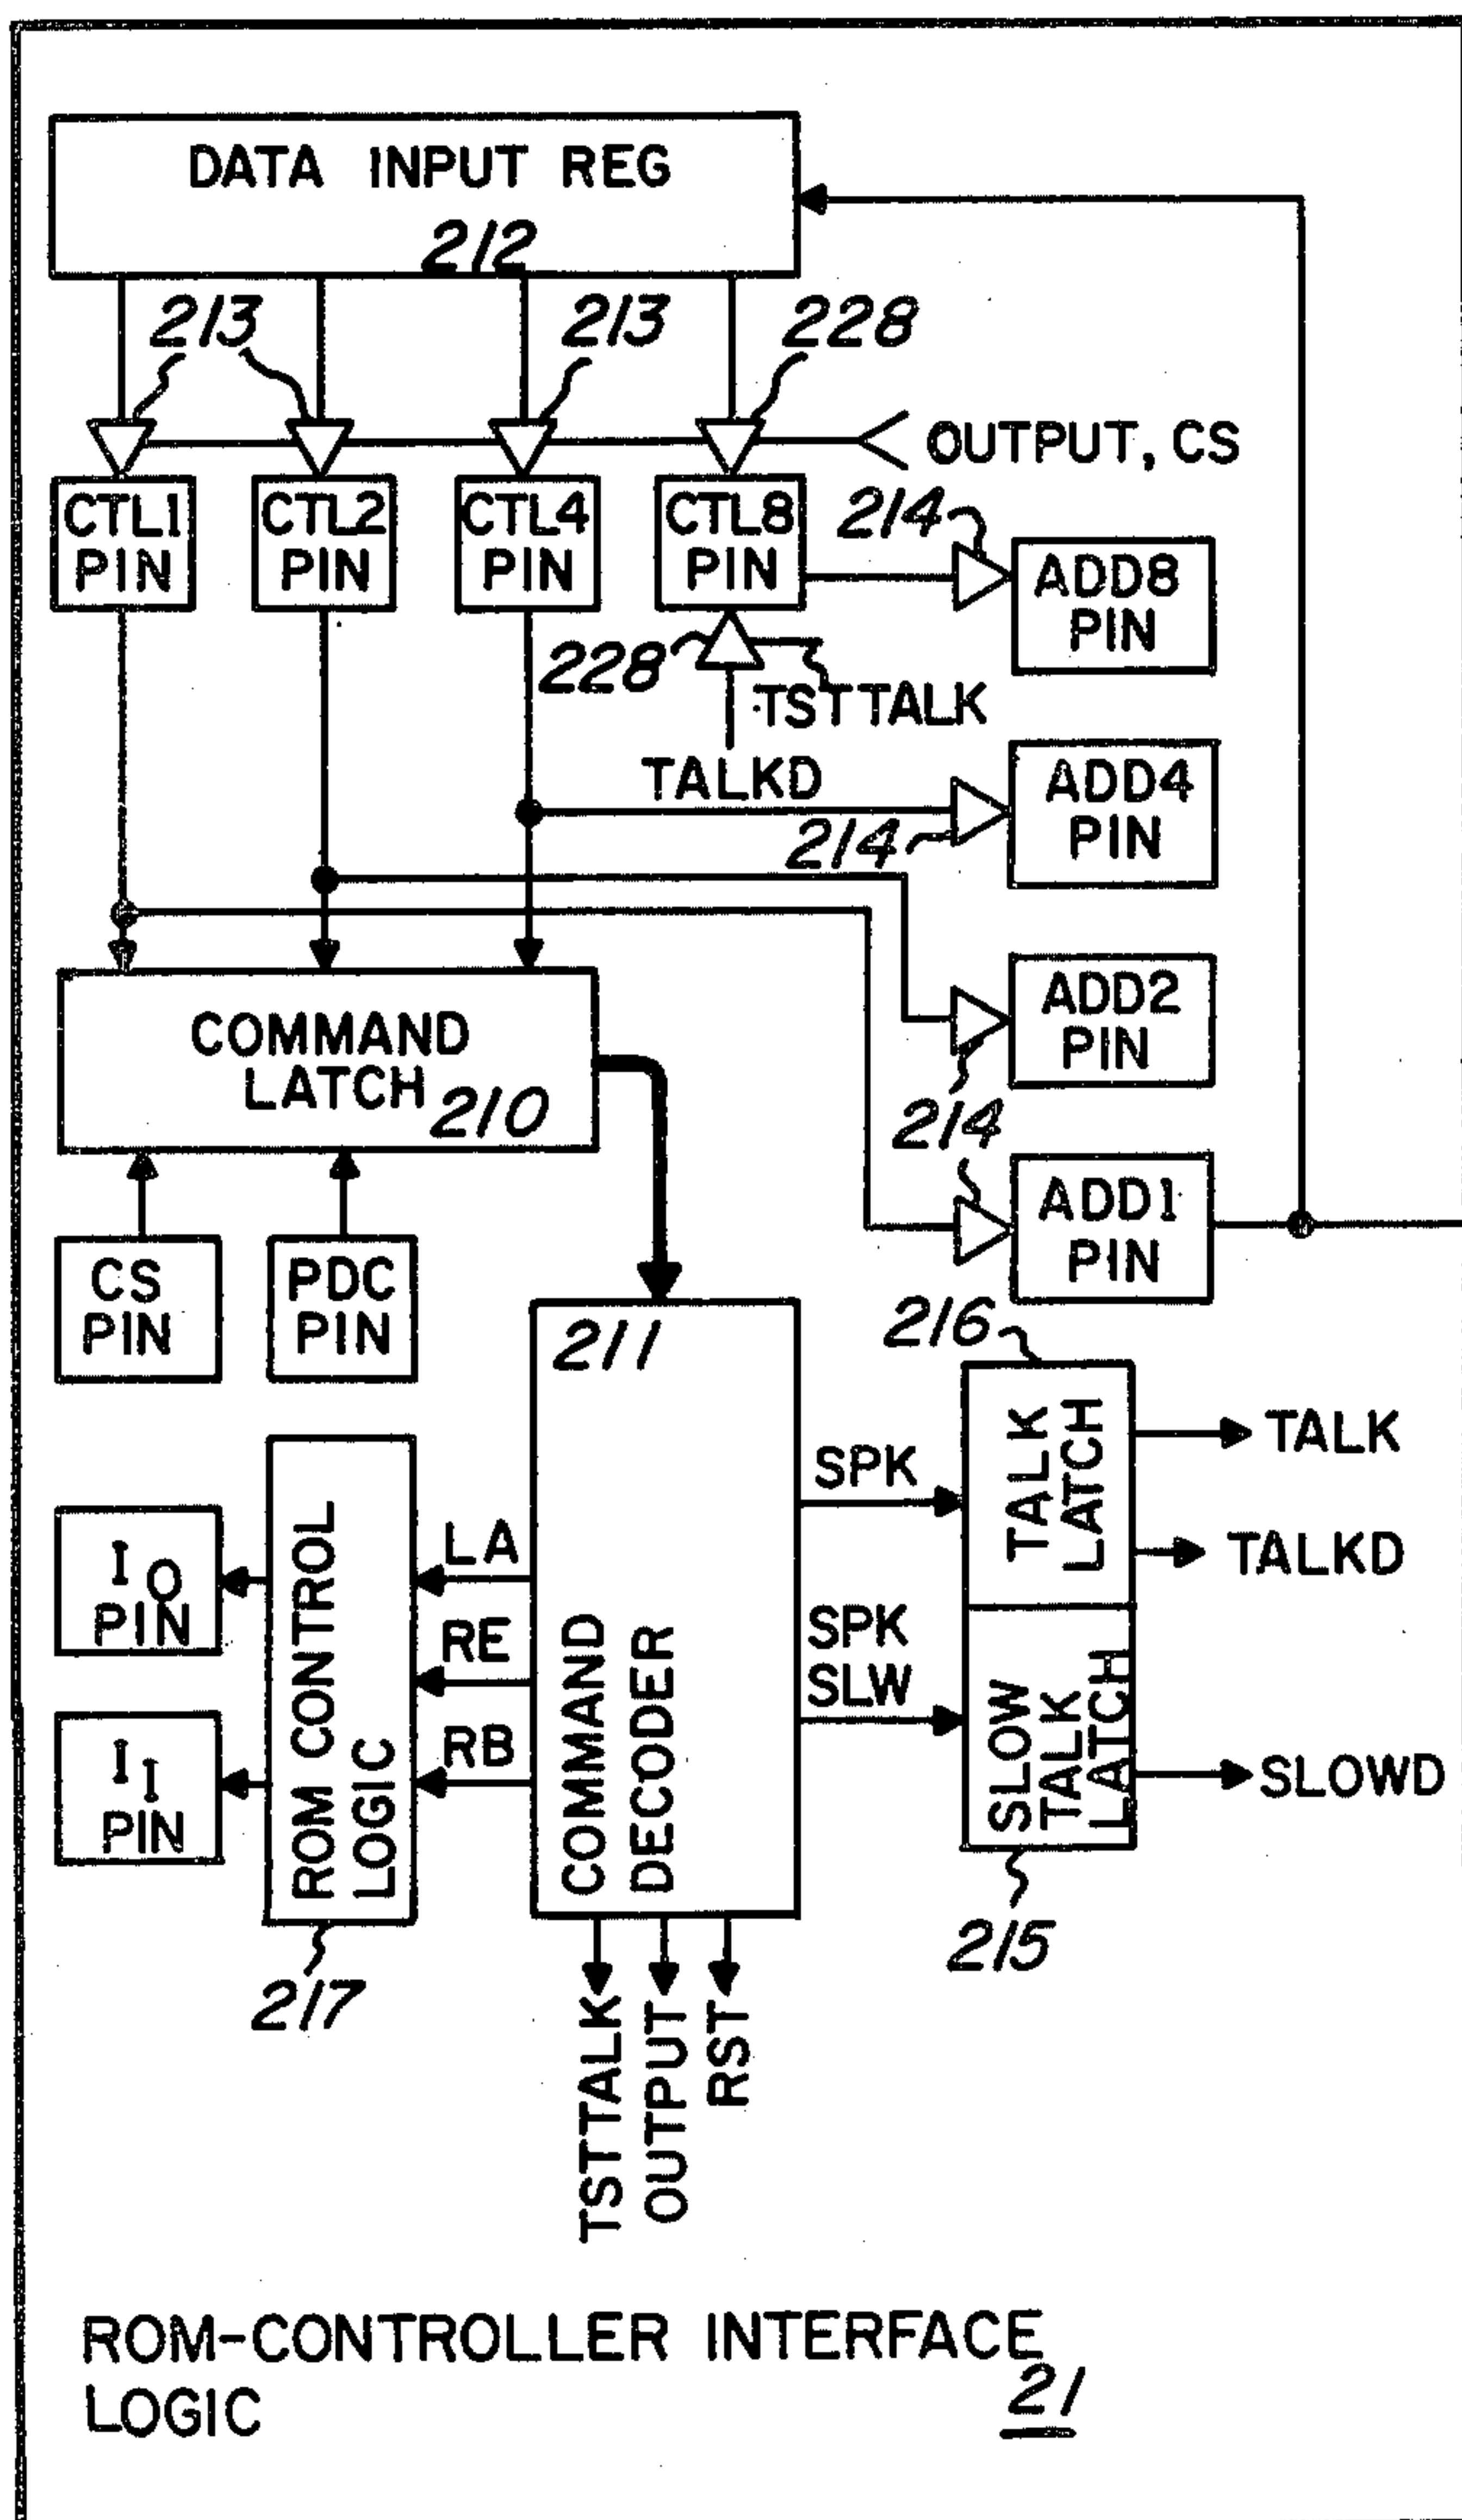 DATA INPUT REG
212
213
213
228
OUTPUT, CS
CTL1
PIN
CTL2
PIN
CTL4
PIN
CTL8
PIN
214
ADD8
PIN
228
TSTTALK
TALKD
ADD4
PIN
214
ADD2
PIN
COMMAND
LATCH 210
214
ADD1
PIN
CS
PIN
PDC
PIN
211
216
TALK
LATCH
TALK
SPK
TALKD
I0
PIN
LA
RE
RB
ROM CONTROL
LOGIC
COMMAND
DECODER
SPK
SLW
SLOW
TALK
LATCH
SLOWD
I1
PIN
215
217
TSTTALK
OUTPUT
RST
ROM-CONTROLLER INTERFACE
LOGIC
21